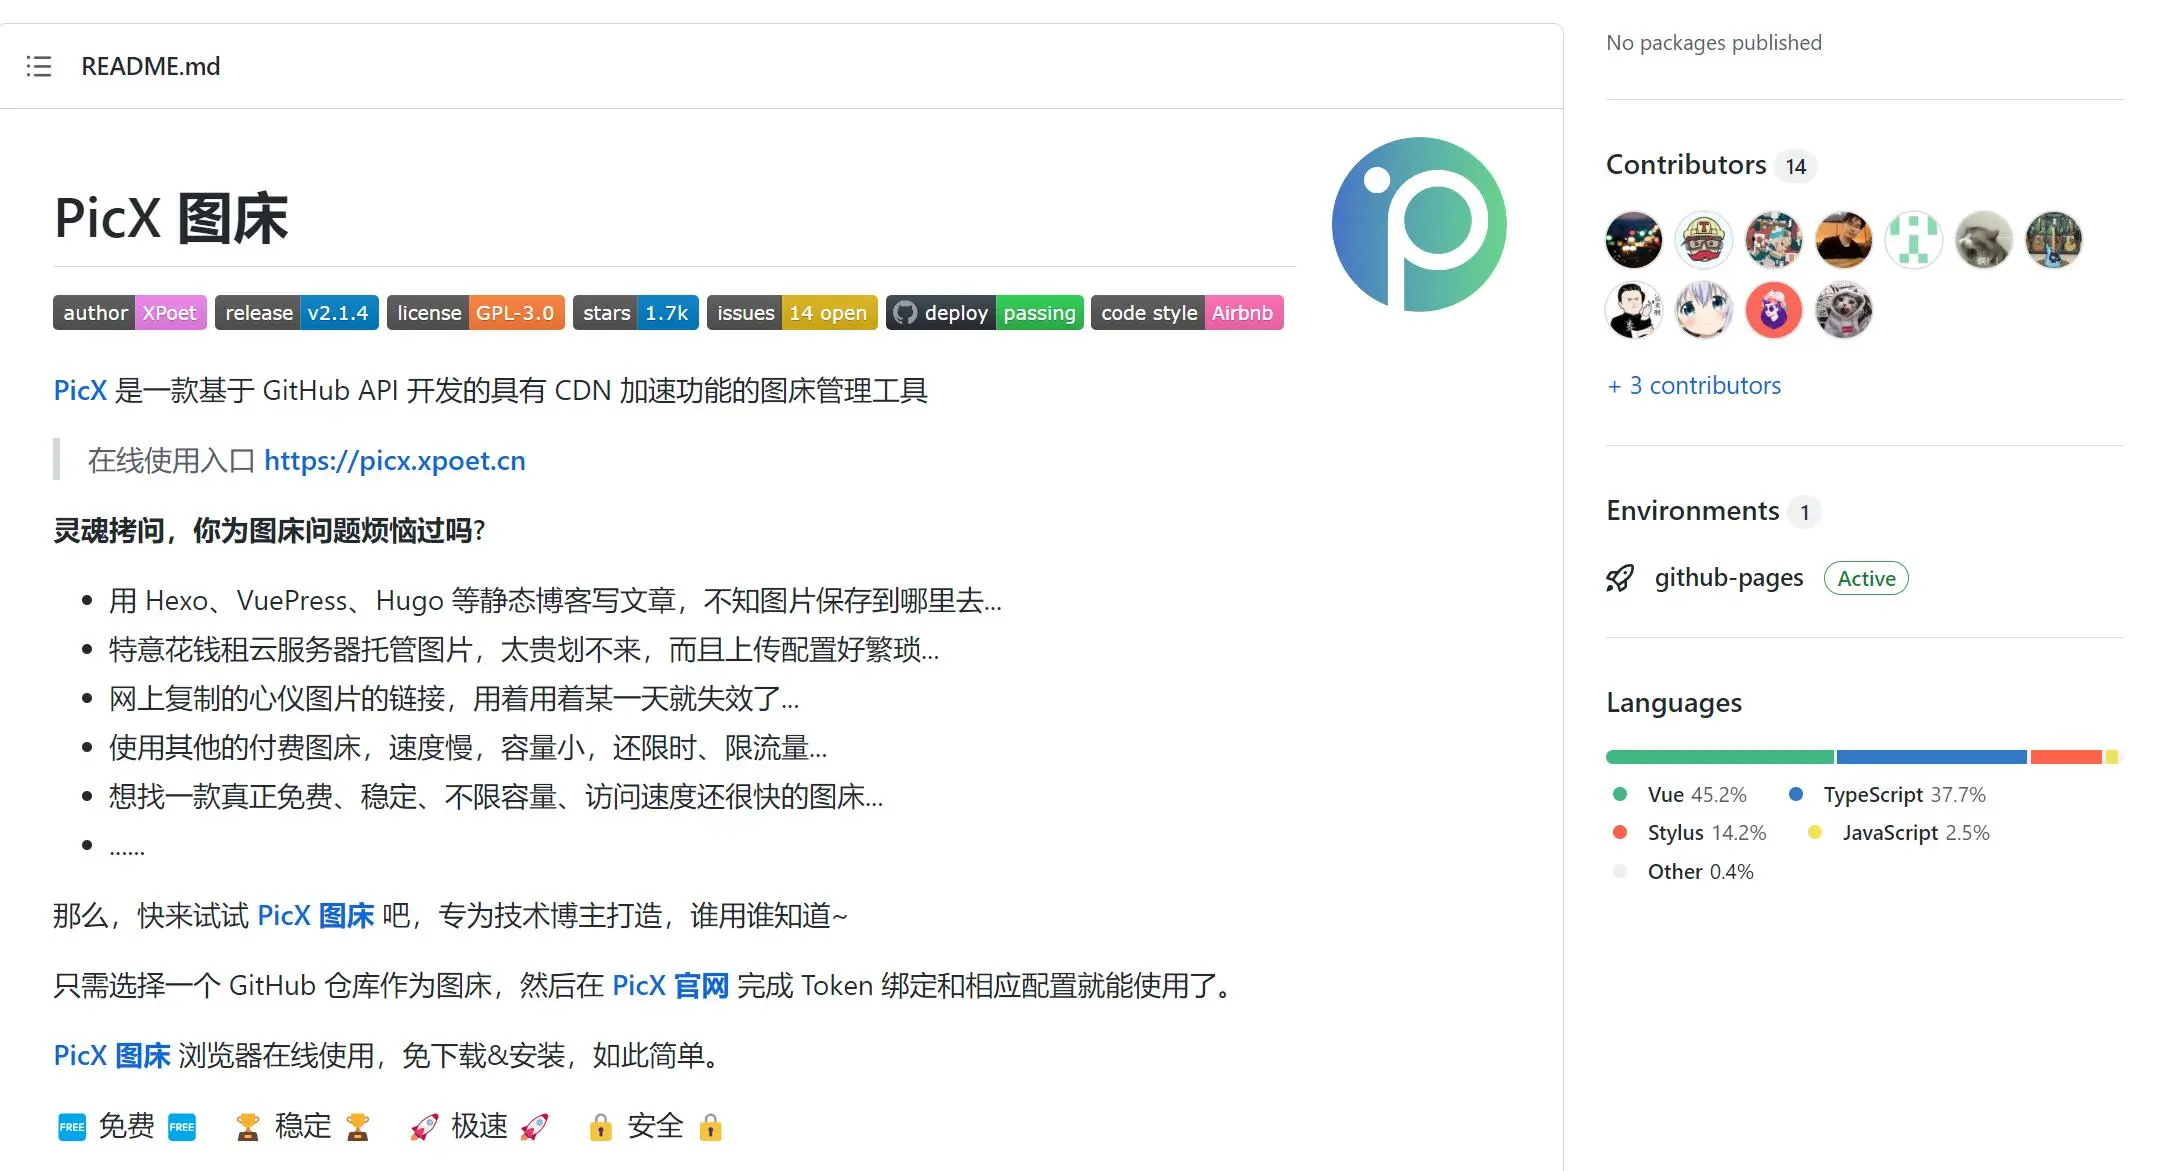 README.md
PicX 图床
author XPoet release v2.1.4 license GPL-3.0 stars 1.7k issues 14 open deploy passing code style Airbnb
PicX 是一款基于 GitHub API 开发的具有 CDN 加速功能的图床管理工具
在线使用入口 https://picx.xpoet.cn
灵魂拷问，你为图床问题烦恼过吗?
用 Hexo、VuePress、Hugo 等静态博客写文章，不知图片保存到哪里去...
特意花钱租云服务器托管图片，太贵划不来，而且上传配置好繁琐...
网上复制的心仪图片的链接，用着用着某一天就失效了...
使用其他的付费图床，速度慢，容量小，还限时、限流量...
想找一款真正免费、稳定、不限容量、访问速度还很快的图床...
......
那么，快来试试 PicX 图床 吧，专为技术博主打造，谁用谁知道~
只需选择一个 GitHub 仓库作为图床，然后在 PicX 官网 完成 Token 绑定和相应配置就能使用了。
PicX 图床 浏览器在线使用，免下载&安装，如此简单。
FREE 免费 FREE 稳定 极速 安全
No packages published
Contributors 14
+ 3 contributors
Environments 1
github-pages Active
Languages
Vue 45.2% TypeScript 37.7%
Stylus 14.2% JavaScript 2.5%
Other 0.4%